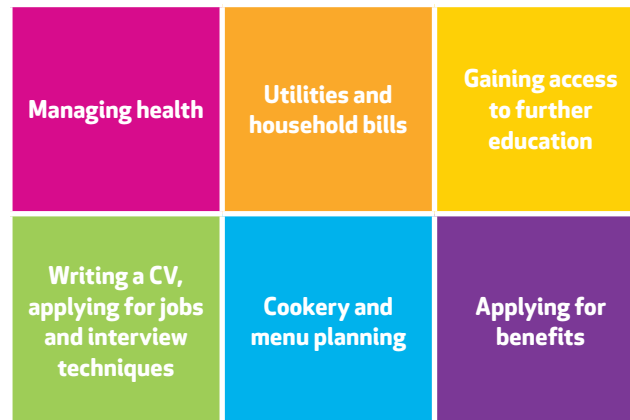 Managing health
Utilities and
household bills
Gaining access
to further
education
Writing a CV,
applying for jobs
and interview
techniques
Cookery and
menu planning
Applying for
benefits